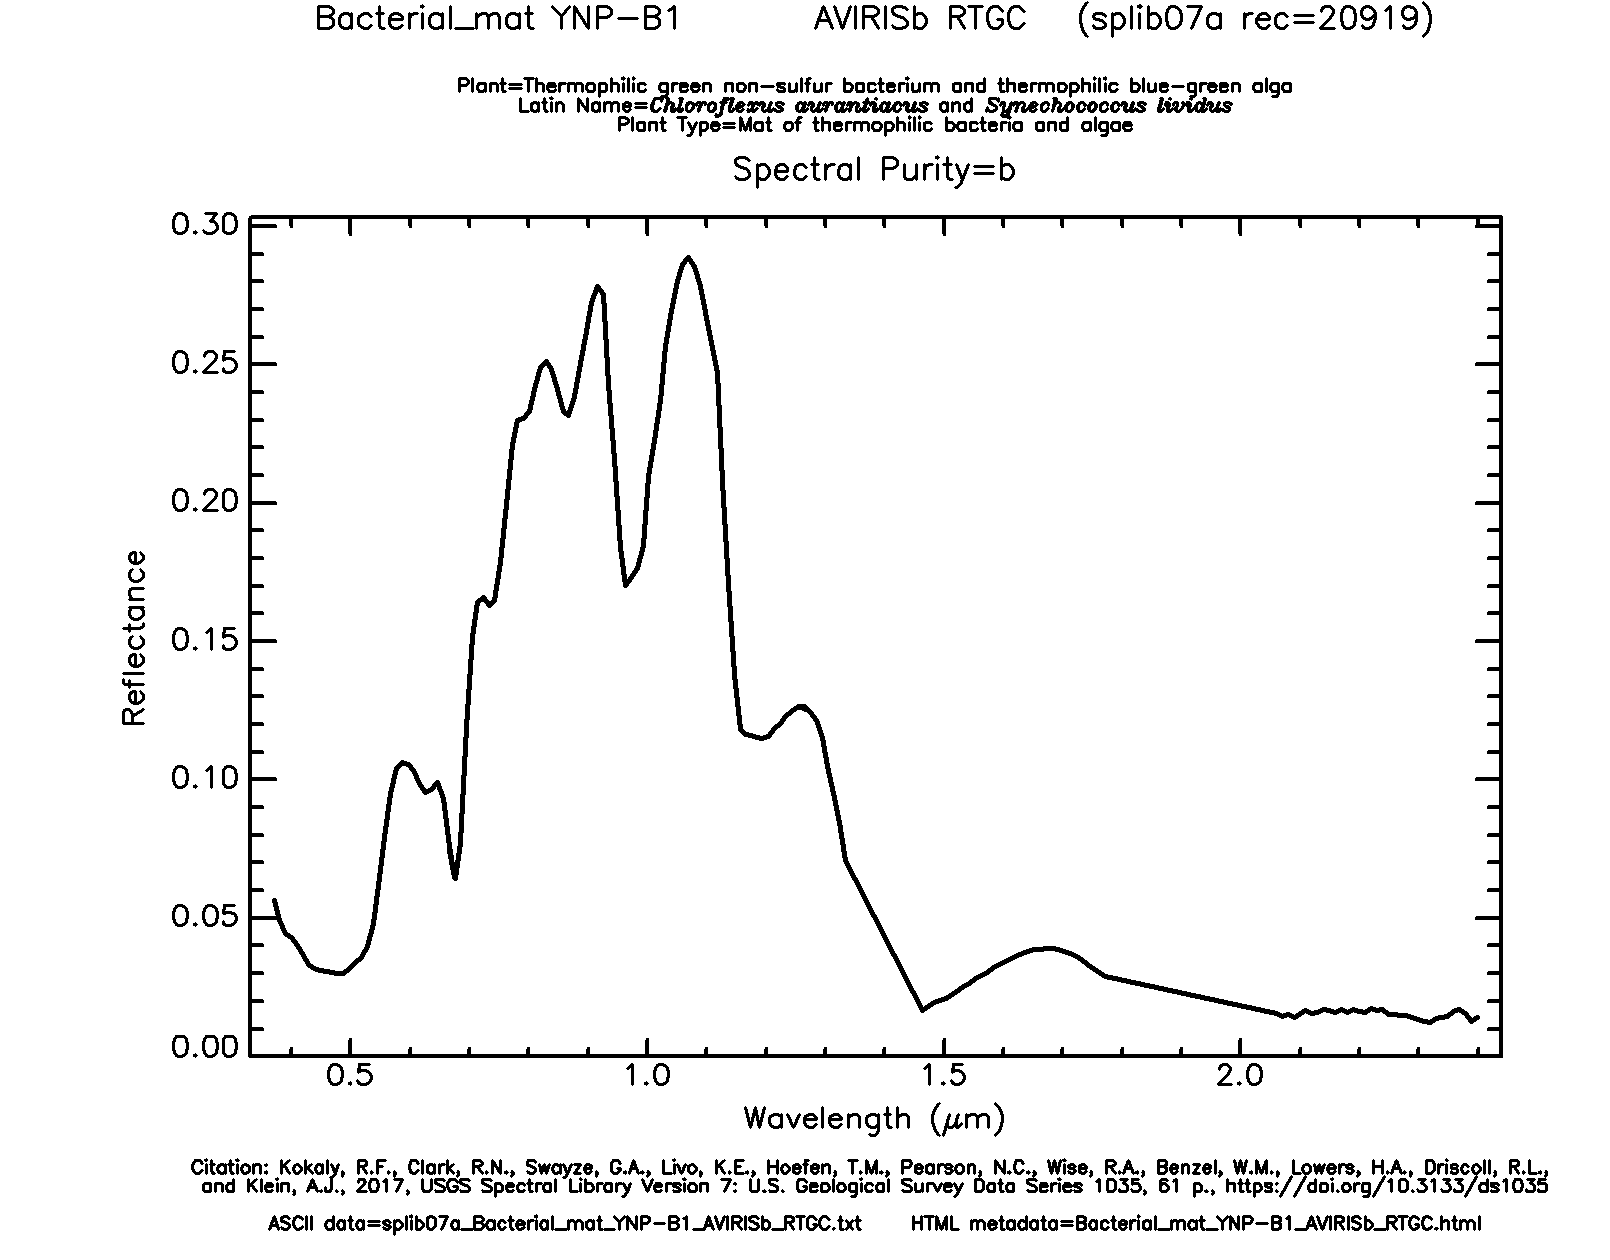 Bacterial_mat YNP-B1 AVIRISb RTGC (splib07a rec=20919)
Plant=Thermophilic green non-sulfur bacterium and thermophilic blue-green alga
Latin Name=Chloroflexus aurantiacus and Synechococcus lividus
Plant Type=Mat of thermophilic bacteria and algae
Spectral Purity=b
0.30
0.25
0.20
0.15
0.10
0.05
0.00
Reflectance
0.5 1.0 1.5 2.0
Wavelength (μm)
Citation: Kokaly, R.F., Clark, R.N., Swayze, G.A., Livo, K.E., Hoefen, T.M., Pearson, N.C., Wise, R.A., Benzel, W.M., Lowers, H.A., Driscoll, R.L.,
and Klein, A.J., 2017, USGS Spectral Library Version 7: U.S. Geological Survey Data Series 1035, 61 p., https://doi.org/10.3133/ds1035
ASCII data=splib07a_Bacterial_mat_YNP-B1_AVIRISb_RTGC.txt HTML metadata=Bacterial_mat_YNP-B1_AVIRISb_RTGC.html